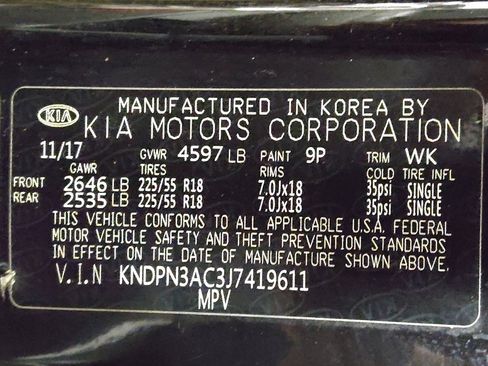 KIA MANUFACTURED IN KOREA BY
KIA MOTORS CORPORATION
11/17 GVWR 4597 LB PAINT 9P TRIM WK
GAWR TIRES RIMS COLD TIRE INFL
FRONT 2646 LB 225/55 R18 7.0Jx18 35psi SINGLE
REAR 2535 LB 225/55 R18 7.0Jx18 35psi SINGLE
THIS VEHICLE CONFORMS TO ALL APPLICABLE U.S.A. FEDERAL
MOTOR VEHICLE SAFETY AND THEFT PREVENTION STANDARDS
IN EFFECT ON THE DATE OF MANUFACTURE SHOWN ABOVE.
V.I.N KNDPN3AC3J7419611
MPV